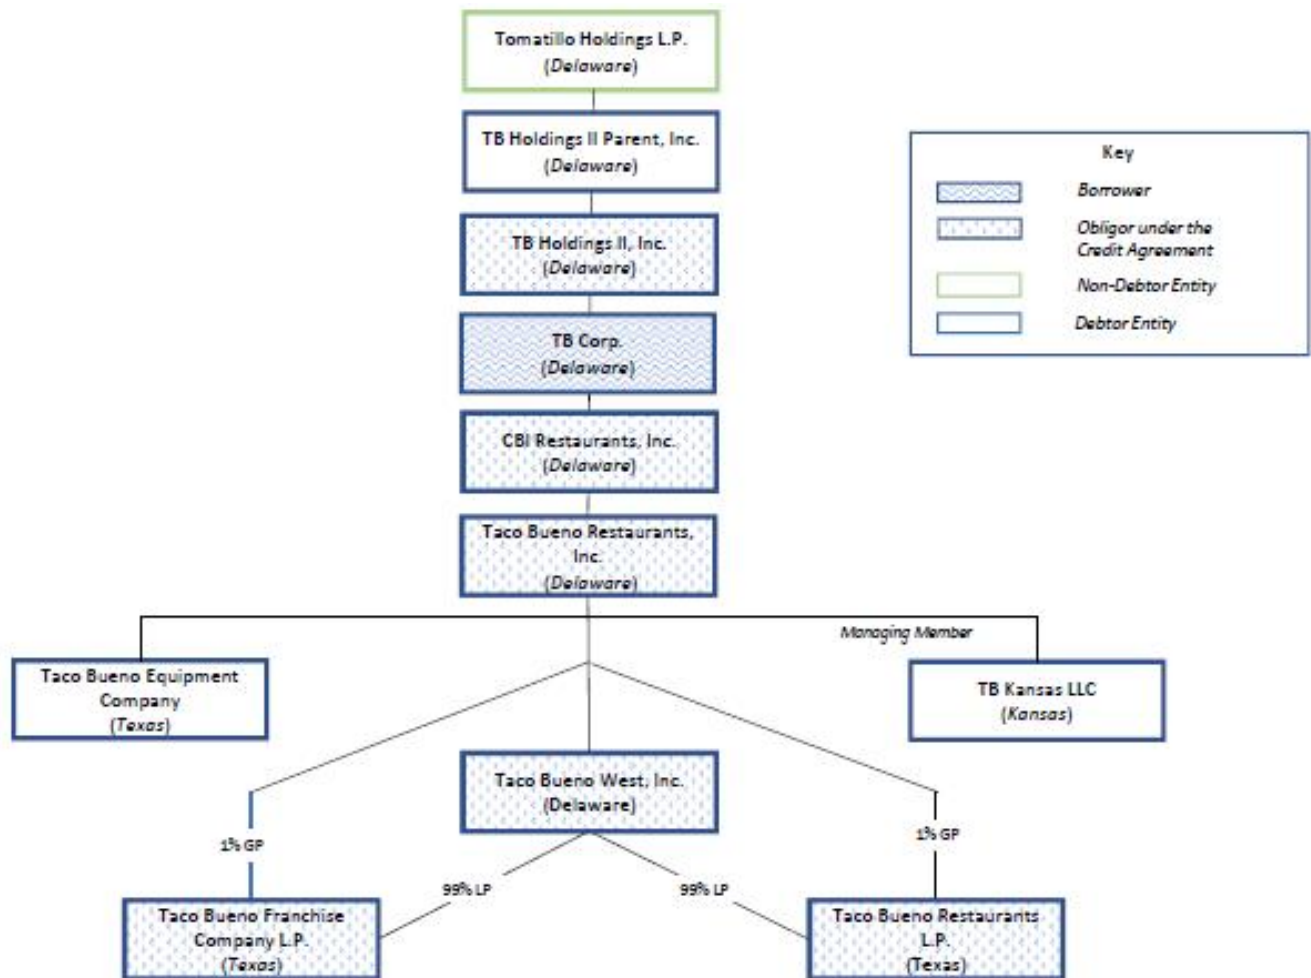 Tomatillo Holdings L.P.
(Delaware)
TB Holdings II Parent, Inc.
(Delaware)
Key
Borrower
Obligor under the
Credit Agreement
Non-Debtor Entity
Debtor Entity
TB Holdings II, Inc.
(Delaware)
TB Corp.
(Delaware)
CBI Restaurants, Inc.
(Delaware)
Taco Bueno Restaurants,
Inc.
(Delaware)
Managing Member
Taco Bueno Equipment
Company
(Texas)
TB Kansas LLC
(Kansas)
Taco Bueno West, Inc.
(Delaware)
1% GP
1% GP
99% LP
99% LP
Taco Bueno Franchise
Company L.P.
(Texas)
Taco Bueno Restaurants
L.P.
(Texas)